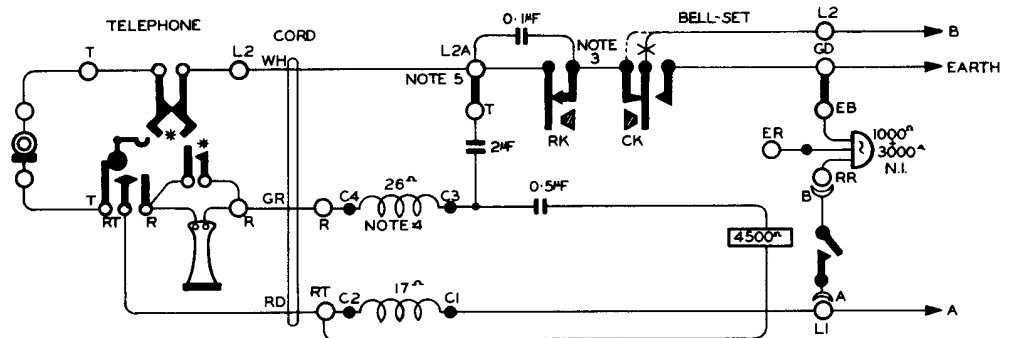 TELEPHONE
CORD
BELL-SET
0·1µF
L2
GD
B
T
L2
WH
L2A
NOTE 5
NOTE 3
EARTH
T
RK
CK
EB
*
*
2µF
ER
1000Ω
+
3000Ω
N.I.
RR
B
T
RT
R
R
GR
R
C4
26Ω
C3
NOTE 4
0·5µF
4500Ω
RD
RT
C2
17Ω
C1
A
L1
A